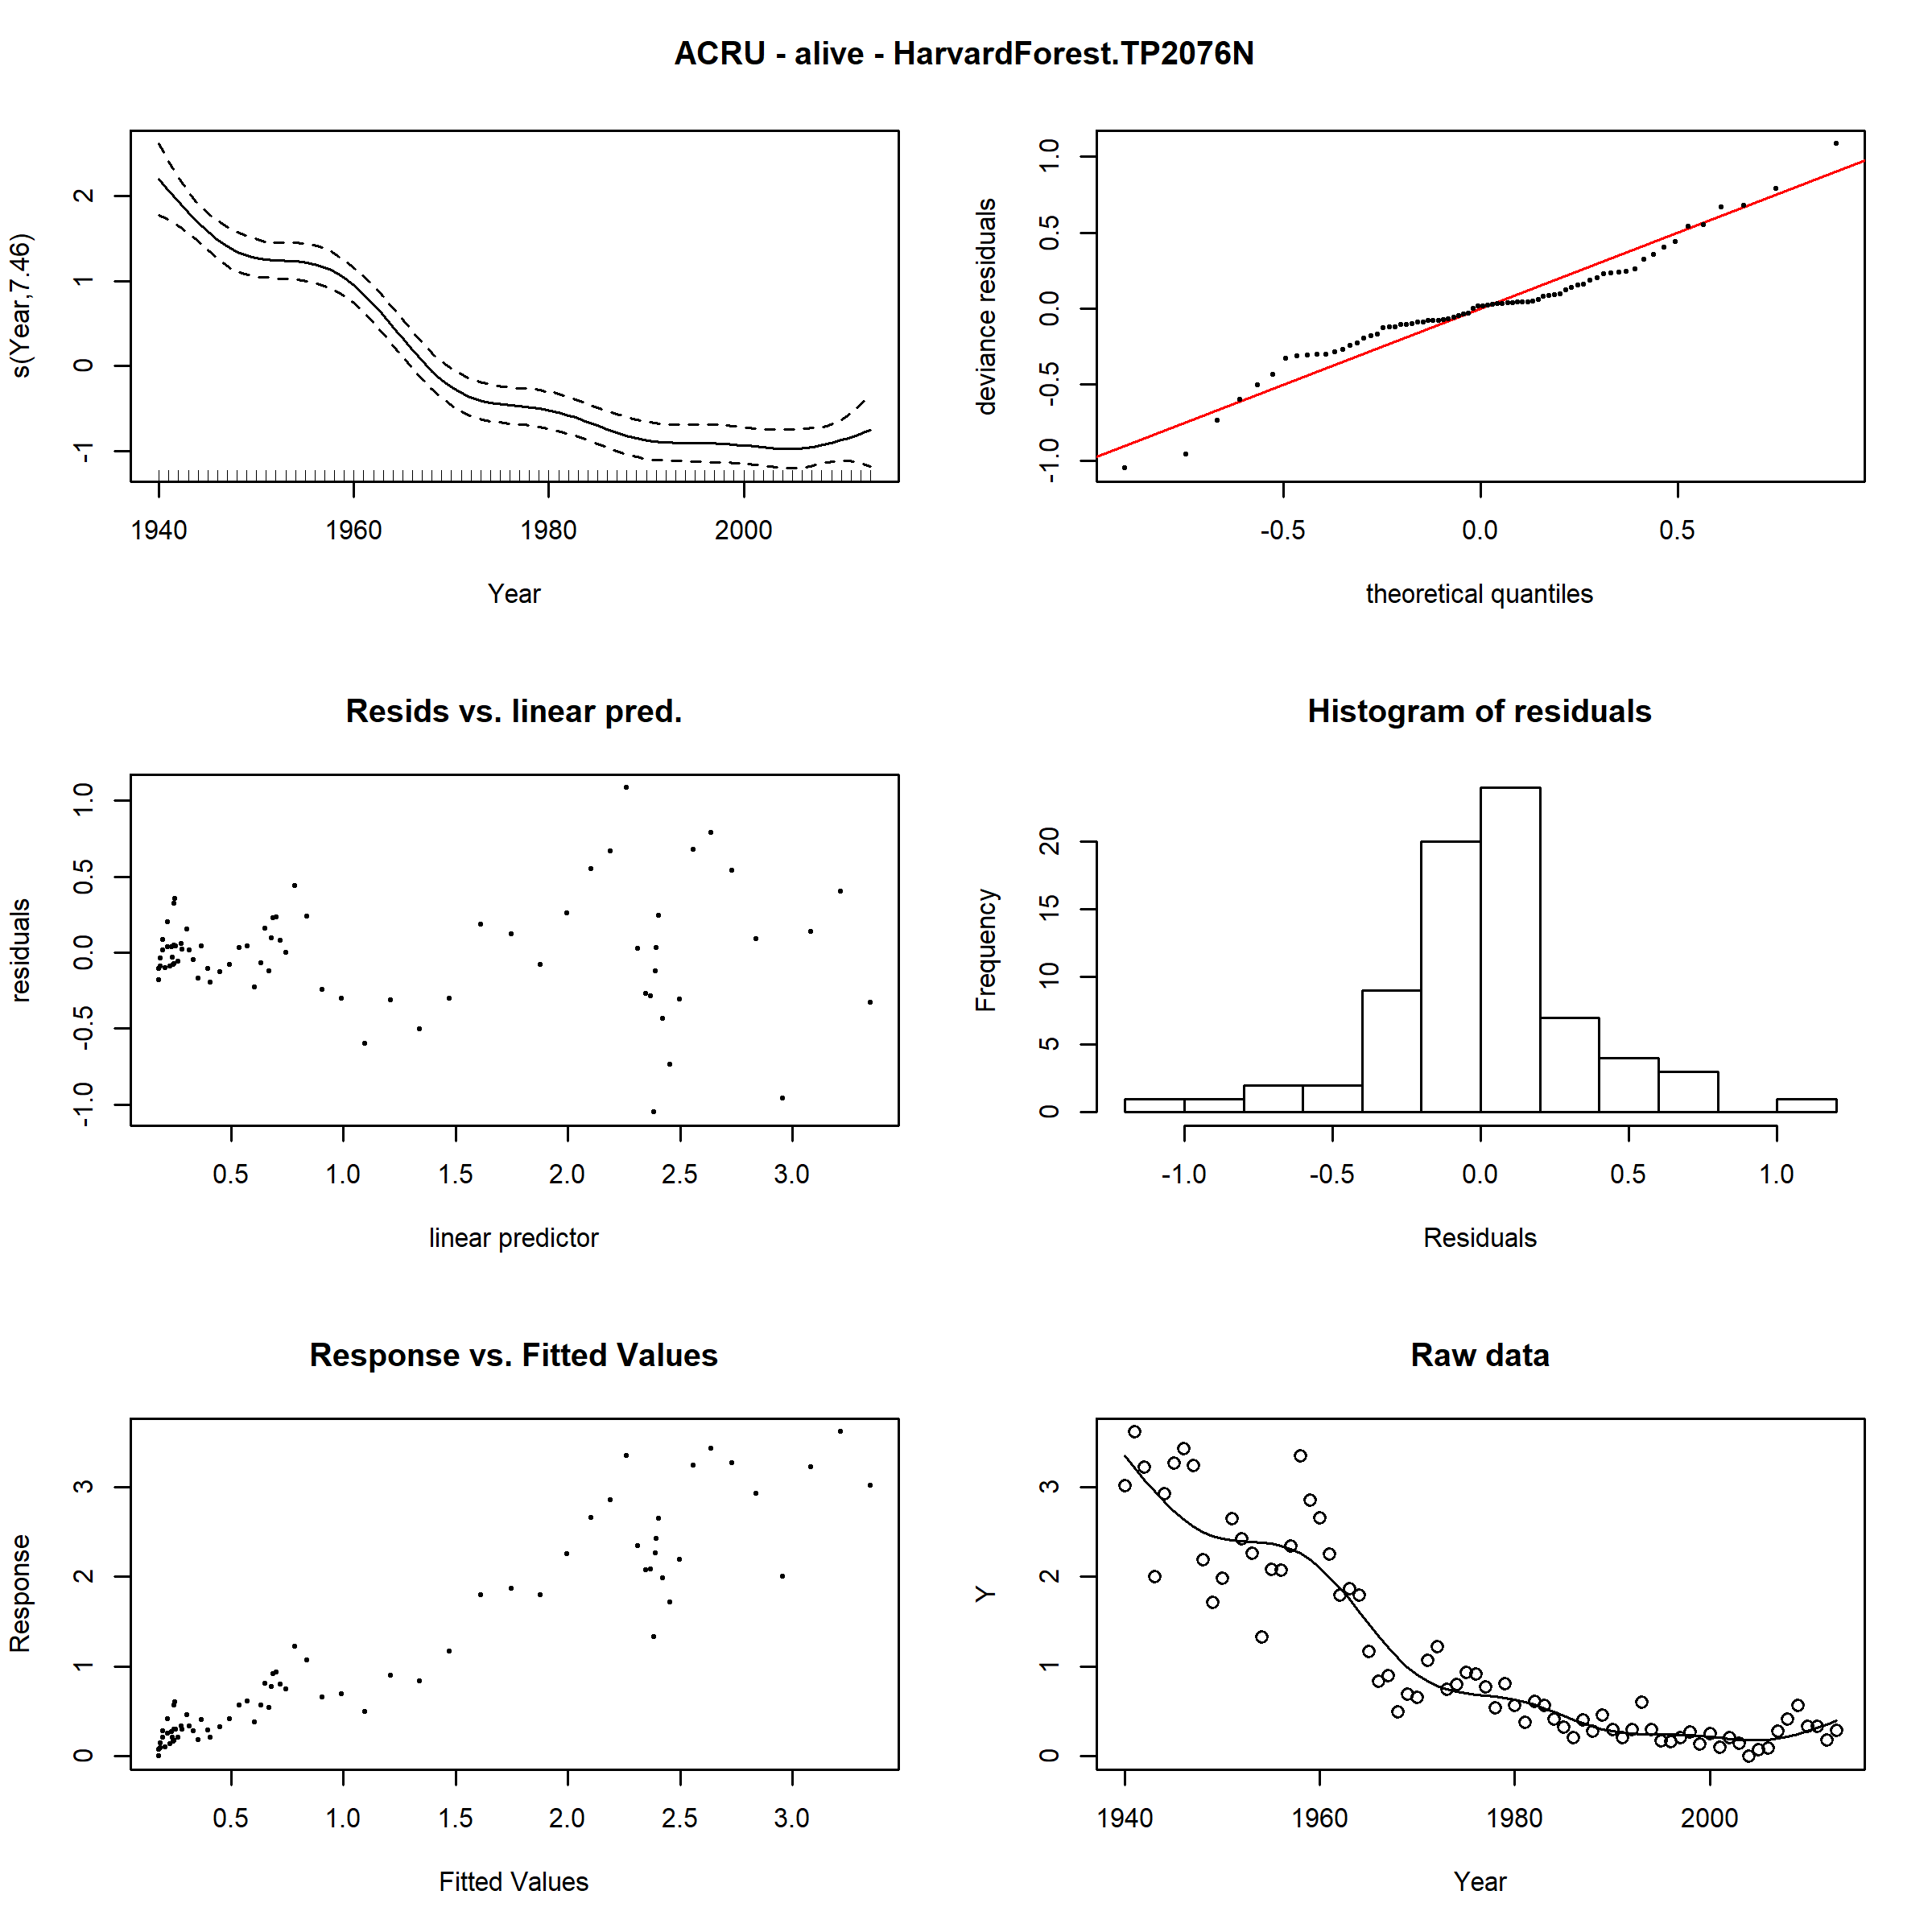 ACRU - alive - HarvardForest.TP2076N
s(Year,7.46)
2
1
0
-1
1940 1960 1980 2000
Year
deviance residuals
1.0
0.5
0.0
-0.5
-1.0
-0.5 0.0 0.5
theoretical quantiles
Resids vs. linear pred.
residuals
1.0
0.5
0.0
-0.5
-1.0
0.5 1.0 1.5 2.0 2.5 3.0
linear predictor
Histogram of residuals
Frequency
20
15
10
5
0
-1.0 -0.5 0.0 0.5 1.0
Residuals
Response vs. Fitted Values
Response
3
2
1
0
0.5 1.0 1.5 2.0 2.5 3.0
Fitted Values
Raw data
Y
3
2
1
0
1940 1960 1980 2000
Year